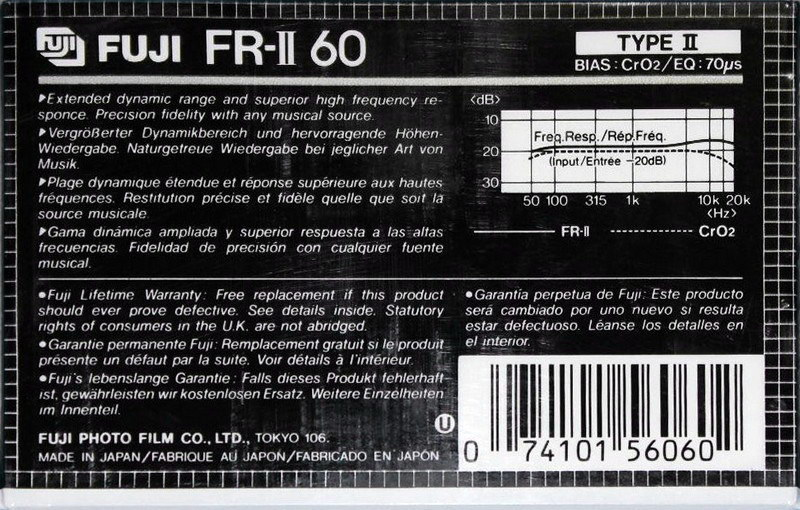 FUJI FUJI FR-II 60
TYPE II
BIAS : CrO2/EQ : 70µs
▶Extended dynamic range and superior high frequency re-
sponce. Precision fidelity with any musical source.
▶Vergrößerter Dynamikbereich und hervorragende Höhen-
Wiedergabe. Naturgetreue Wiedergabe bei jeglicher Art von
Musik.
▶Plage dynamique étendue et réponse supérieure aux hautes
fréquences. Restitution précise et fidèle quelle que soit la
source musicale.
▶Gama dinámica ampliada y superior respuesta a las altas
frecuencias. Fidelidad de precisión con cualquier fuente
musical.
<dB>
10
20
30
Freq.Resp./Rép.Fréq.
(Input/Entrée -20dB)
50 100 315 1k 10k 20k
<Hz>
FR-II CrO2
●Fuji Lifetime Warranty: Free replacement if this product
should ever prove defective. See details inside. Statutory
rights of consumers in the U.K. are not abridged.
●Garantie permanente Fuji: Remplacement gratuit si le produit
présente un défaut par la suite. Voir détails à l'intérieur.
●Fuji's lebenslange Garantie: Falls dieses Produkt fehlerhaft
ist, gewährleisten wir kostenlosen Ersatz. Weitere Einzelheiten
im Innenteil.
●Garantía perpetua de Fuji: Este producto
será cambiado por uno nuevo si resulta
estar defectuoso. Léanse los detalles en
el interior.
FUJI PHOTO FILM CO., LTD., TOKYO 106.
MADE IN JAPAN/FABRIQUE AU JAPON/FABRICADO EN JAPÓN
U
0 74101 56060